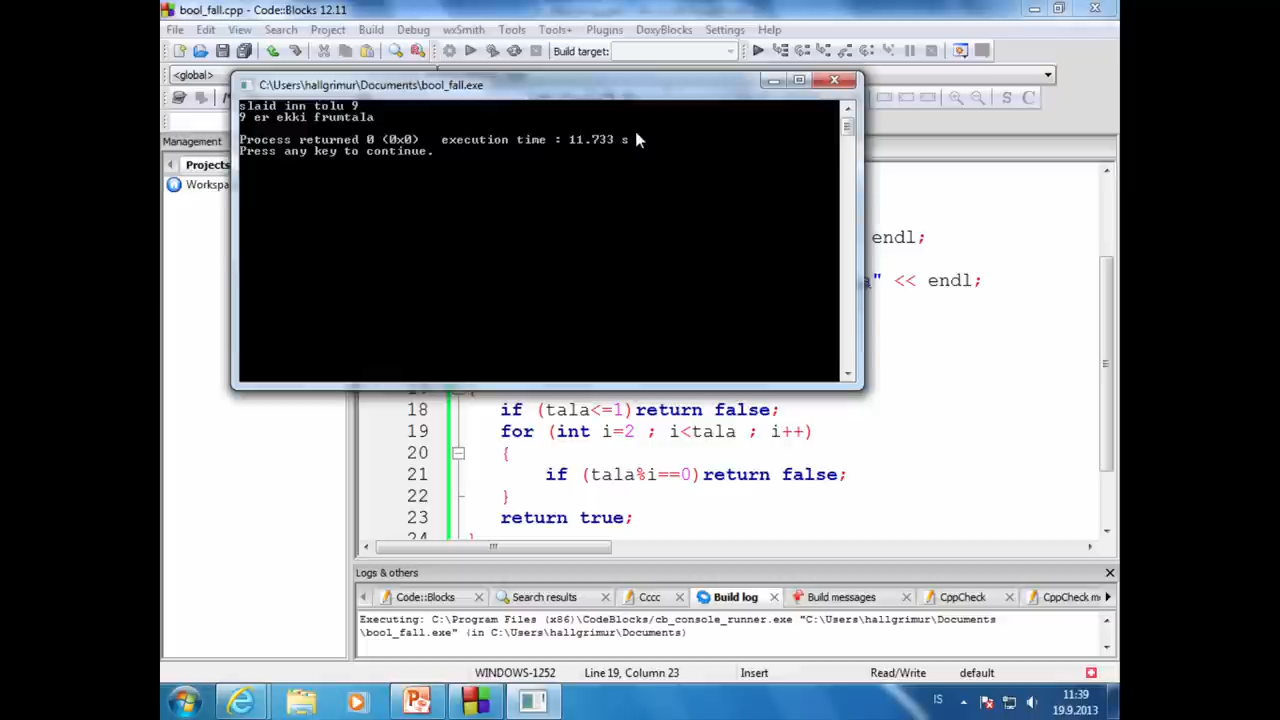 bool_fall.cpp - Code::Blocks 12.11
File Edit View Search Project Build Debug wxSmith Tools Tools+ Plugins DoxyBlocks Settings Help
Build target:
<global>
S C
C:\Users\hallgrimur\Documents\bool_fall.exe
slaid inn tolu 9
9 er ekki frumtala
Process returned 0 (0x0) execution time : 11.733 s
Press any key to continue.
Management
Projects
Workspa
endl;
a" << endl;
18 if (tala<=1)return false;
19 for (int i=2 ; i<tala ; i++)
20 {
21 if (tala%i==0)return false;
22 }
23 return true;
Logs & others
Code::Blocks Search results Cccc Build log Build messages CppCheck CppCheck m
Executing: C:\Program Files (x86)\CodeBlocks/cb_console_runner.exe "C:\Users\hallgrimur\Documents
\bool_fall.exe" (in C:\Users\hallgrimur\Documents)
WINDOWS-1252 Line 19, Column 23 Insert Read/Write default
IS 11:39
19.9.2013